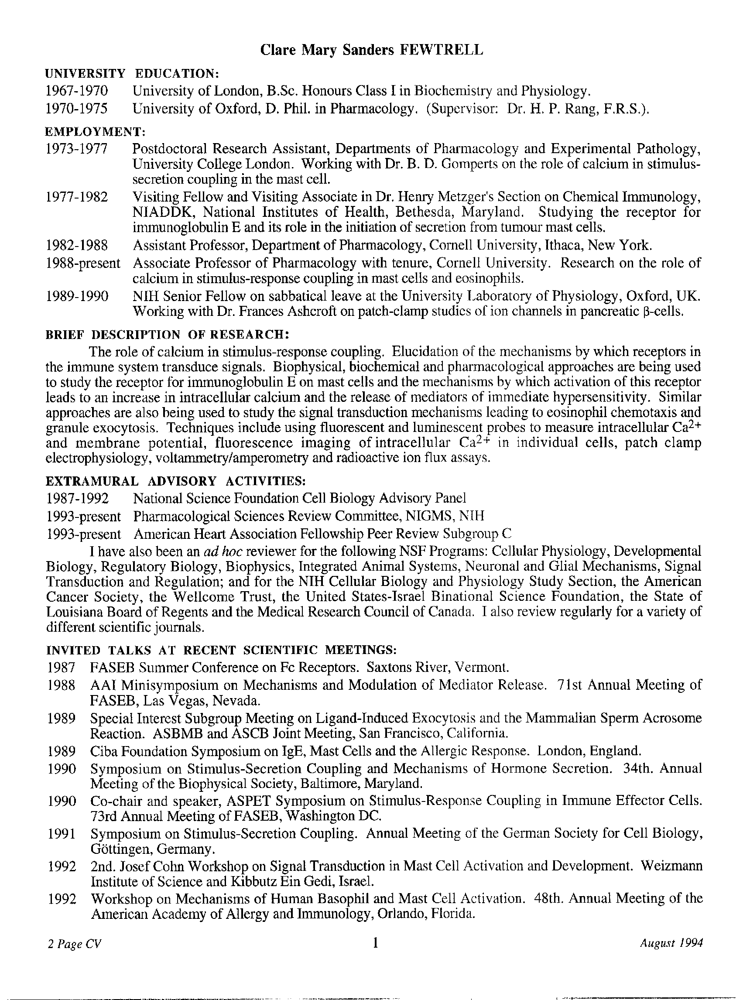 Clare Mary Sanders FEWTRELL
UNIVERSITY EDUCATION:
1967-1970 University of London, B.Sc. Honours Class I in Biochemistry and Physiology.
1970-1975 University of Oxford, D. Phil. in Pharmacology. (Supervisor: Dr. H. P. Rang, F.R.S.).
EMPLOYMENT:
1973-1977 Postdoctoral Research Assistant, Departments of Pharmacology and Experimental Pathology,
University College London. Working with Dr. B. D. Gomperts on the role of calcium in stimulus-
secretion coupling in the mast cell.
1977-1982 Visiting Fellow and Visiting Associate in Dr. Henry Metzger's Section on Chemical Immunology,
NIADDK, National Institutes of Health, Bethesda, Maryland. Studying the receptor for
immunoglobulin E and its role in the initiation of secretion from tumour mast cells.
1982-1988 Assistant Professor, Department of Pharmacology, Cornell University, Ithaca, New York.
1988-present Associate Professor of Pharmacology with tenure, Cornell University. Research on the role of
calcium in stimulus-response coupling in mast cells and eosinophils.
1989-1990 NIH Senior Fellow on sabbatical leave at the University Laboratory of Physiology, Oxford, UK.
Working with Dr. Frances Ashcroft on patch-clamp studies of ion channels in pancreatic β-cells.
BRIEF DESCRIPTION OF RESEARCH:
The role of calcium in stimulus-response coupling. Elucidation of the mechanisms by which receptors in
the immune system transduce signals. Biophysical, biochemical and pharmacological approaches are being used
to study the receptor for immunoglobulin E on mast cells and the mechanisms by which activation of this receptor
leads to an increase in intracellular calcium and the release of mediators of immediate hypersensitivity. Similar
approaches are also being used to study the signal transduction mechanisms leading to eosinophil chemotaxis and
granule exocytosis. Techniques include using fluorescent and luminescent probes to measure intracellular Ca2+
and membrane potential, fluorescence imaging of intracellular Ca2+ in individual cells, patch clamp
electrophysiology, voltammetry/amperometry and radioactive ion flux assays.
EXTRAMURAL ADVISORY ACTIVITIES:
1987-1992 National Science Foundation Cell Biology Advisory Panel
1993-present Pharmacological Sciences Review Committee, NIGMS, NIH
1993-present American Heart Association Fellowship Peer Review Subgroup C
I have also been an ad hoc reviewer for the following NSF Programs: Cellular Physiology, Developmental
Biology, Regulatory Biology, Biophysics, Integrated Animal Systems, Neuronal and Glial Mechanisms, Signal
Transduction and Regulation; and for the NIH Cellular Biology and Physiology Study Section, the American
Cancer Society, the Wellcome Trust, the United States-Israel Binational Science Foundation, the State of
Louisiana Board of Regents and the Medical Research Council of Canada. I also review regularly for a variety of
different scientific journals.
INVITED TALKS AT RECENT SCIENTIFIC MEETINGS:
1987 FASEB Summer Conference on Fc Receptors. Saxtons River, Vermont.
1988 AAI Minisymposium on Mechanisms and Modulation of Mediator Release. 71st Annual Meeting of
FASEB, Las Vegas, Nevada.
1989 Special Interest Subgroup Meeting on Ligand-Induced Exocytosis and the Mammalian Sperm Acrosome
Reaction. ASBMB and ASCB Joint Meeting, San Francisco, California.
1989 Ciba Foundation Symposium on IgE, Mast Cells and the Allergic Response. London, England.
1990 Symposium on Stimulus-Secretion Coupling and Mechanisms of Hormone Secretion. 34th. Annual
Meeting of the Biophysical Society, Baltimore, Maryland.
1990 Co-chair and speaker, ASPET Symposium on Stimulus-Response Coupling in Immune Effector Cells.
73rd Annual Meeting of FASEB, Washington DC.
1991 Symposium on Stimulus-Secretion Coupling. Annual Meeting of the German Society for Cell Biology,
Göttingen, Germany.
1992 2nd. Josef Cohn Workshop on Signal Transduction in Mast Cell Activation and Development. Weizmann
Institute of Science and Kibbutz Ein Gedi, Israel.
1992 Workshop on Mechanisms of Human Basophil and Mast Cell Activation. 48th. Annual Meeting of the
American Academy of Allergy and Immunology, Orlando, Florida.
2 Page CV 1 August 1994